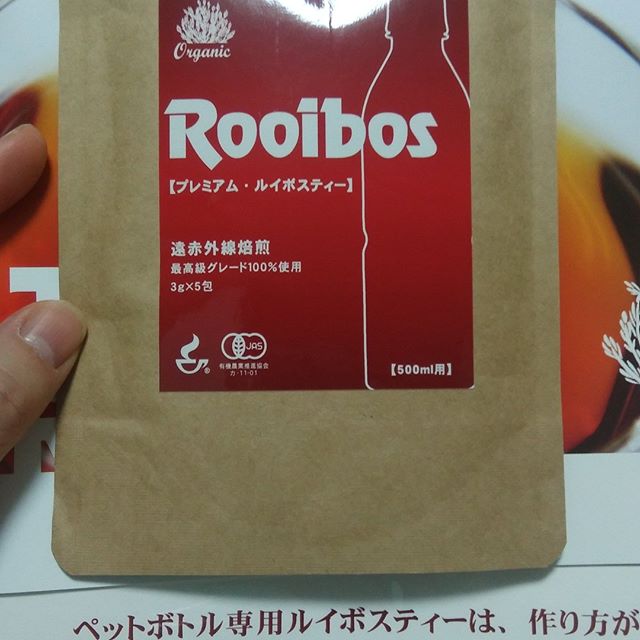 Organic
Rooibos
【プレミアム・ルイボスティー】
遠赤外線焙煎
最高級グレード100%使用
3g×5包
JAS
有機農業推進協会
カ-11-01
【500ml用】
ペットボトル専用ルイボスティーは、作り方が